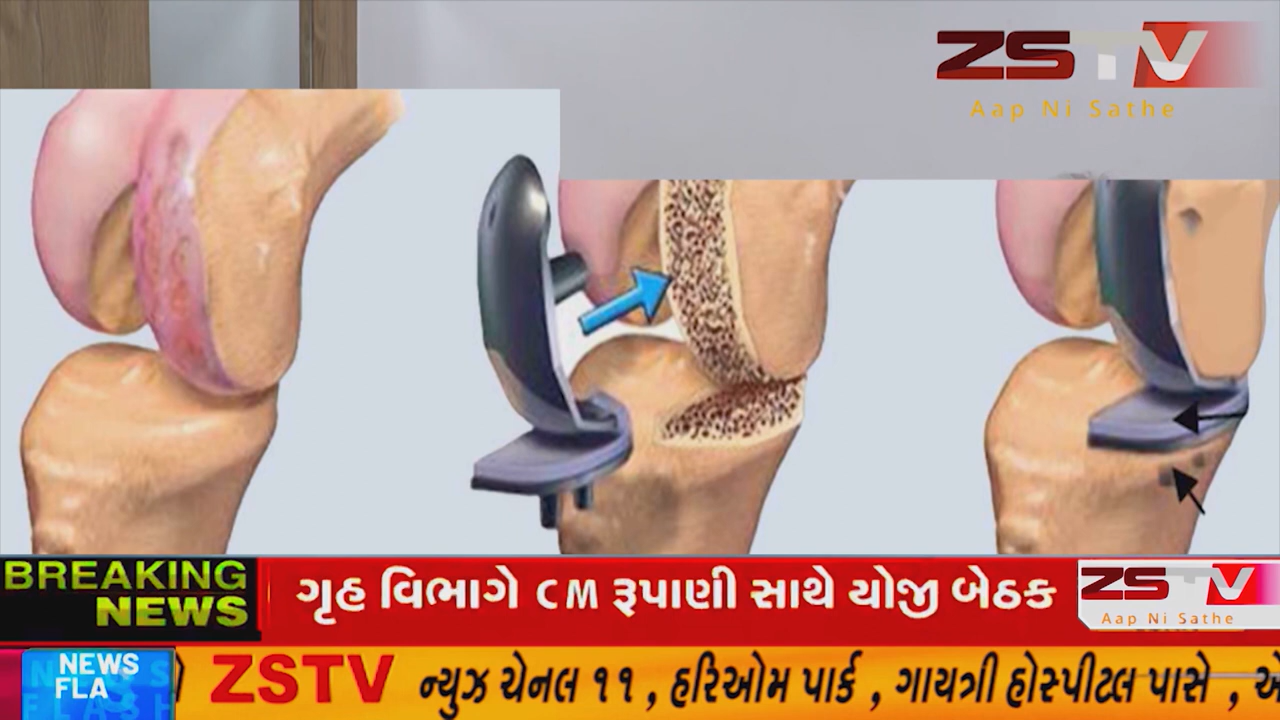 ZSTV
Aap Ni Sathe
BREAKING
NEWS
ગૃહ વિભાગે CM રૂપાણી સાથે યોજી બેઠક
ZSTV
Aap Ni Sathe
NEWS
FLA
FLASH
ZSTV ન્યુઝ ચેનલ ૧૧ , હરિઓમ પાર્ક , ગાયત્રી હોસ્પીટલ પાસે ,